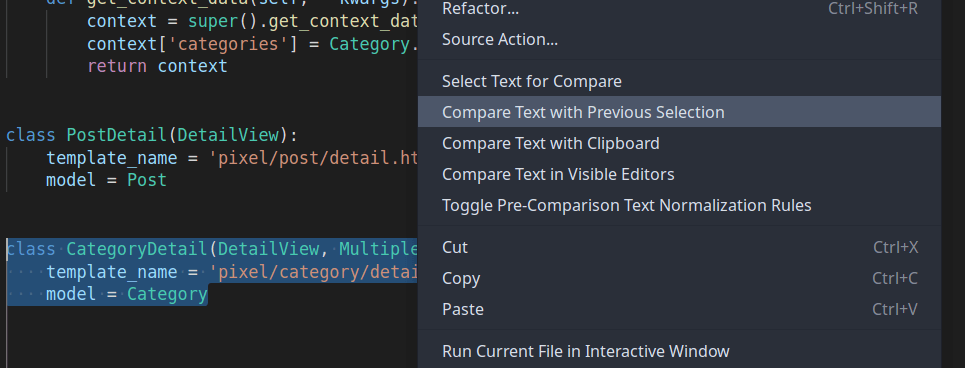 def get_context_data(self, **kwargs):
context = super().get_context_dat
context['categories'] = Category.
return context
class PostDetail(DetailView):
template_name = 'pixel/post/detail.ht
model = Post
class CategoryDetail(DetailView, Multiple
template_name = 'pixel/category/detai
model = Category
Refactor... Ctrl+Shift+R
Source Action...
Select Text for Compare
Compare Text with Previous Selection
Compare Text with Clipboard
Compare Text in Visible Editors
Toggle Pre-Comparison Text Normalization Rules
Cut Ctrl+X
Copy Ctrl+C
Paste Ctrl+V
Run Current File in Interactive Window